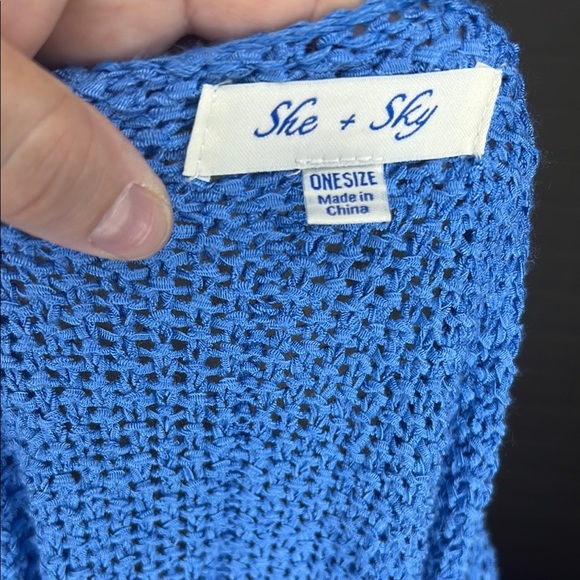 She + Sky
ONESIZE
Made in
China